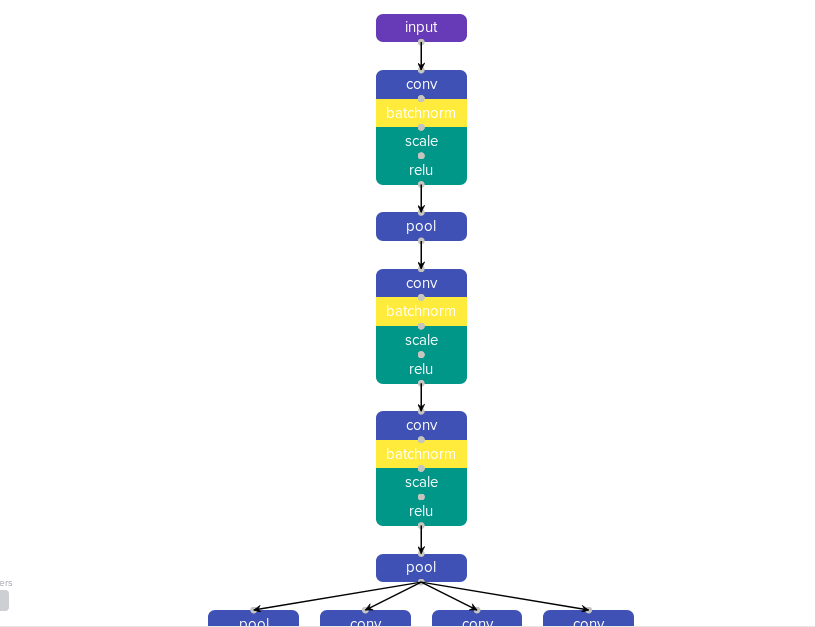 input
conv
batchnorm
scale
relu
pool
conv
batchnorm
scale
relu
conv
batchnorm
scale
relu
pool
ers
pool conv conv conv